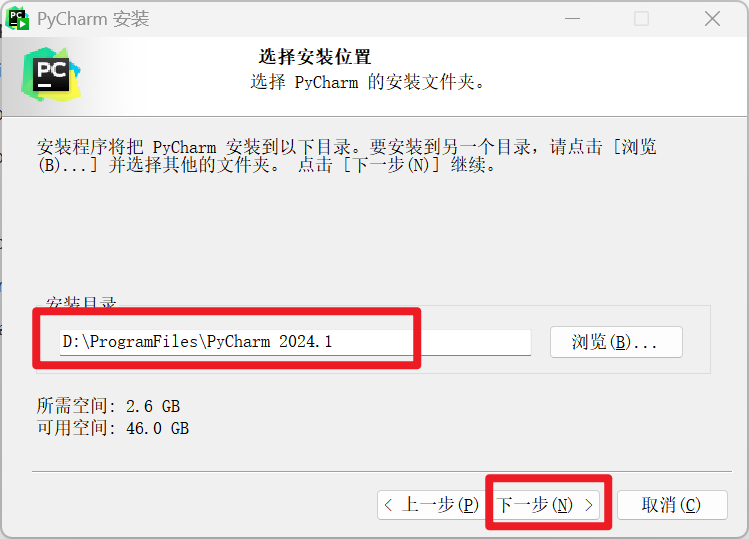 PyCharm 安装
PC
PC
选择安装位置
选择 PyCharm 的安装文件夹。
安装程序将把 PyCharm 安装到以下目录。要安装到另一个目录，请点击 [浏览
(B)...] 并选择其他的文件夹。 点击 [下一步(N)] 继续。
安装目录
D:\ProgramFiles\PyCharm 2024.1
浏览(B)...
所需空间: 2.6 GB
可用空间: 46.0 GB
< 上一步(P)
下一步(N) >
取消(C)